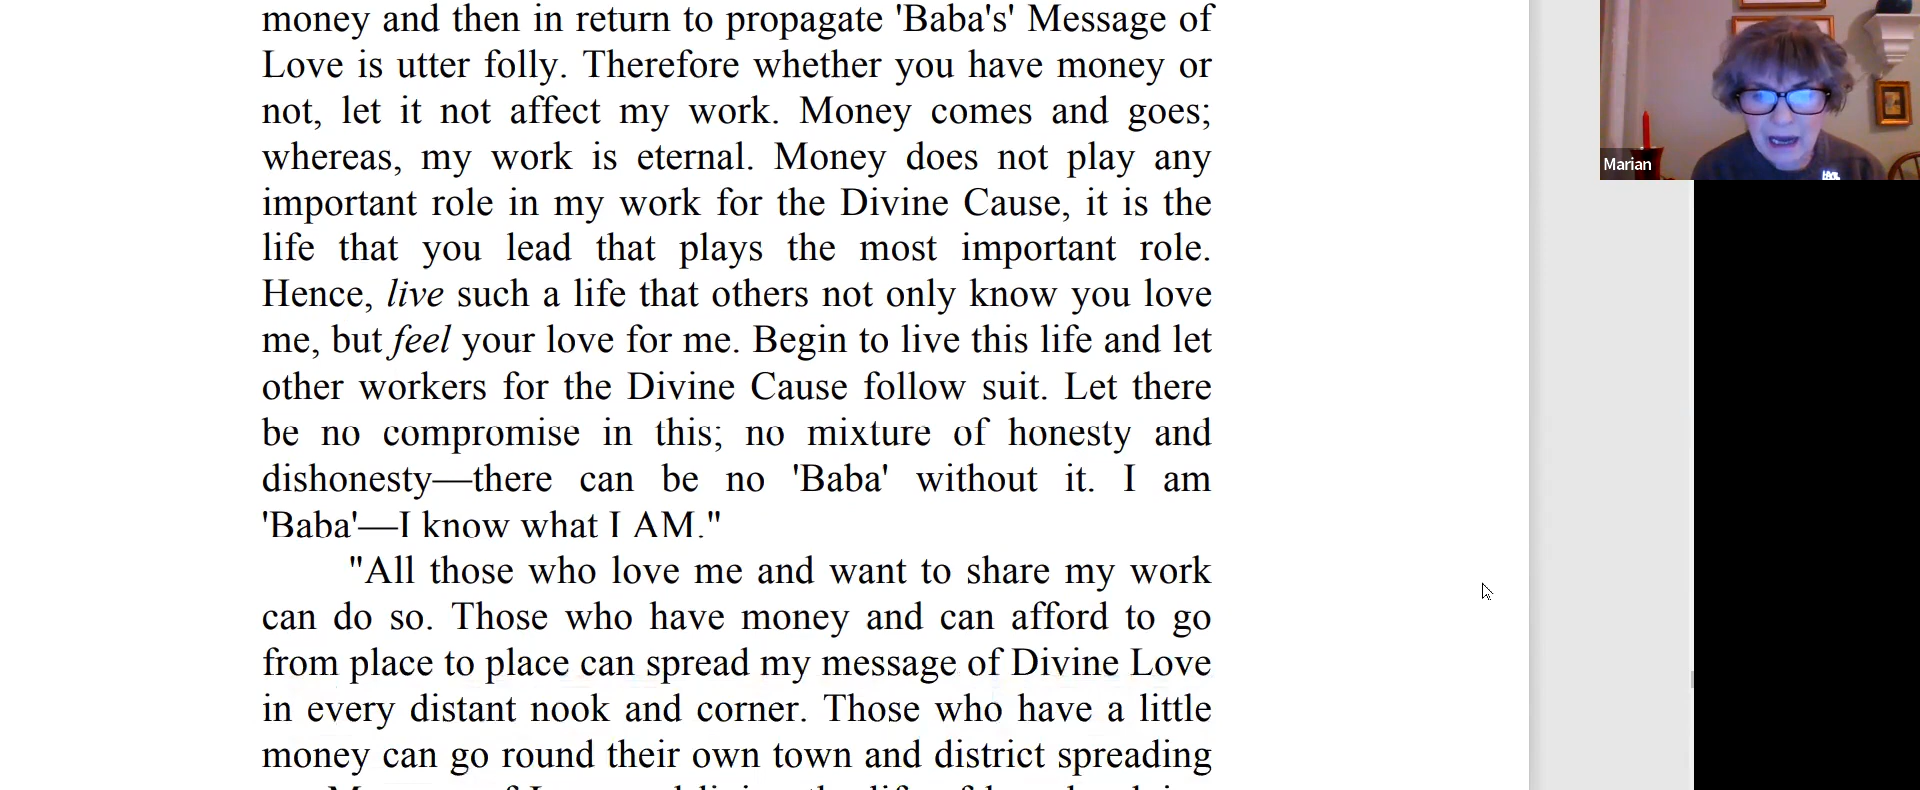 money and then in return to propagate 'Baba's' Message of
Love is utter folly. Therefore whether you have money or
not, let it not affect my work. Money comes and goes;
whereas, my work is eternal. Money does not play any
important role in my work for the Divine Cause, it is the
life that you lead that plays the most important role.
Hence, live such a life that others not only know you love
me, but feel your love for me. Begin to live this life and let
other workers for the Divine Cause follow suit. Let there
be no compromise in this; no mixture of honesty and
dishonesty—there can be no 'Baba' without it. I am
'Baba'—I know what I AM."
"All those who love me and want to share my work
can do so. Those who have money and can afford to go
from place to place can spread my message of Divine Love
in every distant nook and corner. Those who have a little
money can go round their own town and district spreading
Marian